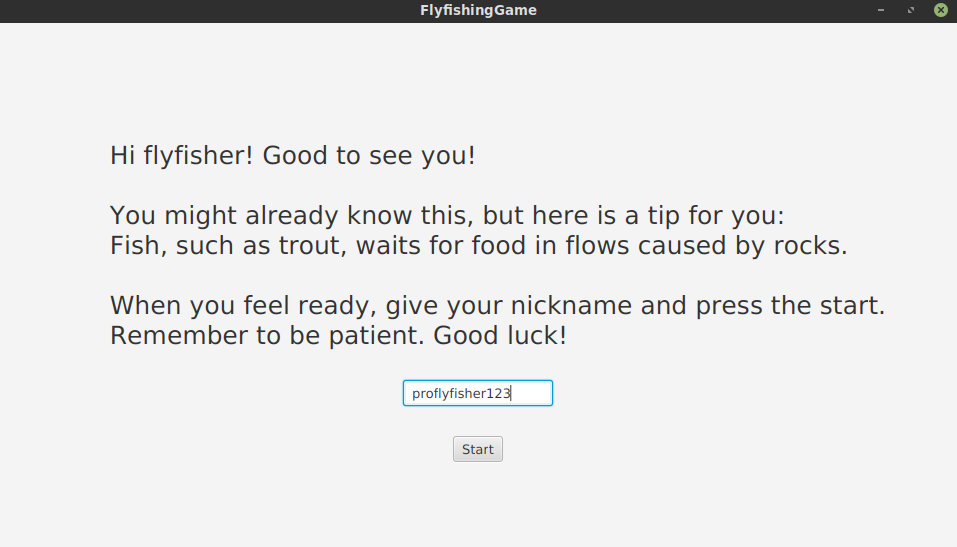 FlyfishingGame
Hi flyfisher! Good to see you!
You might already know this, but here is a tip for you:
Fish, such as trout, waits for food in flows caused by rocks.
When you feel ready, give your nickname and press the start.
Remember to be patient. Good luck!
proflyfisher123
Start